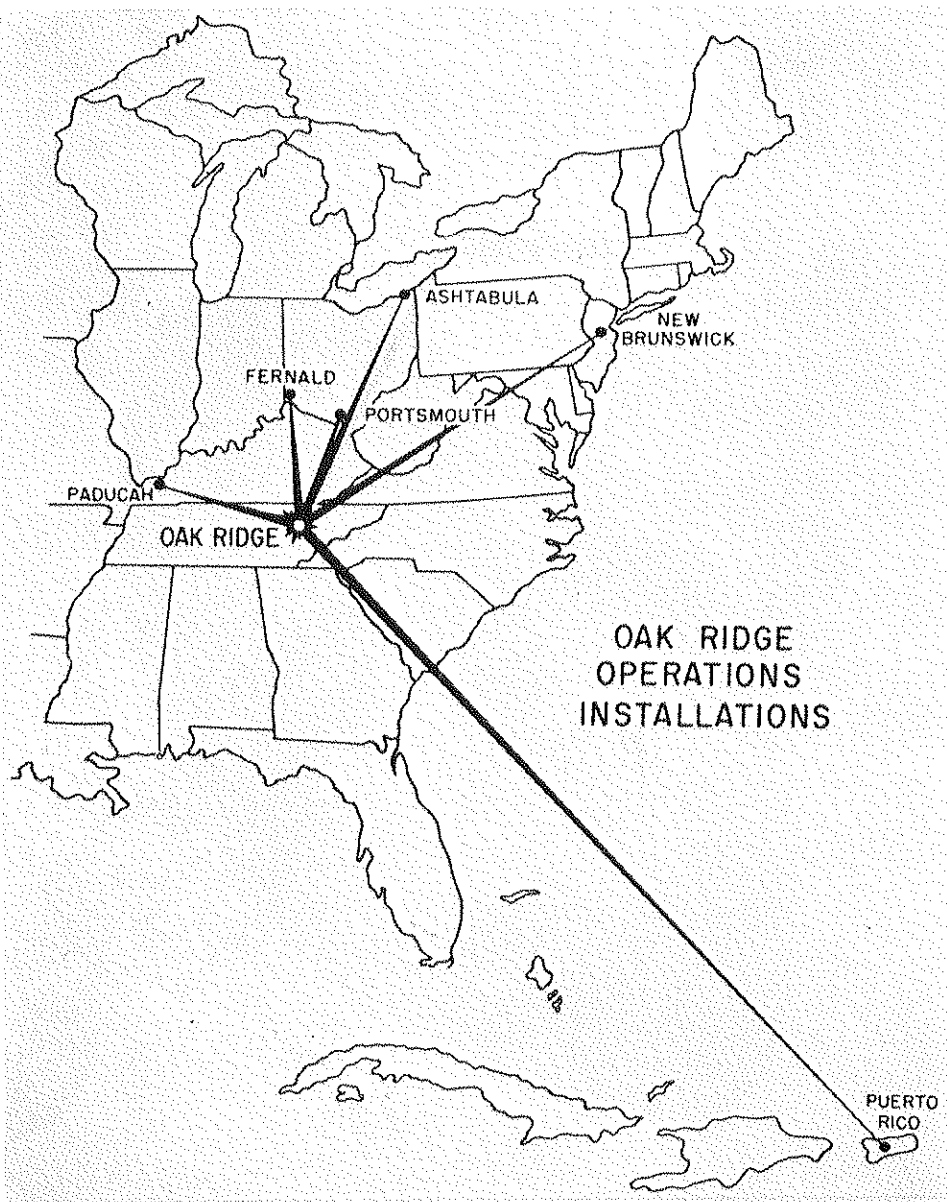 ASHTABULA
NEW
BRUNSWICK
FERNALD
PORTSMOUTH
PADUCAH
OAK RIDGE
OAK RIDGE
OPERATIONS
INSTALLATIONS
PUERTO
RICO